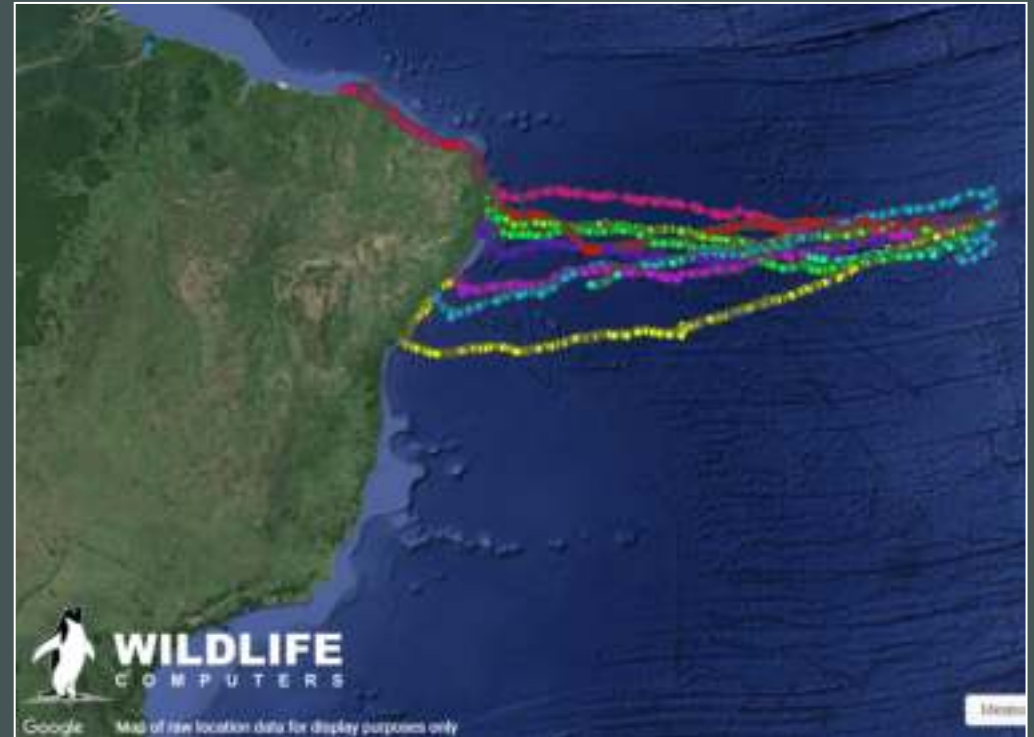 WILDLIFE
COMPUTERS
Google Map of raw location data for display purposes only